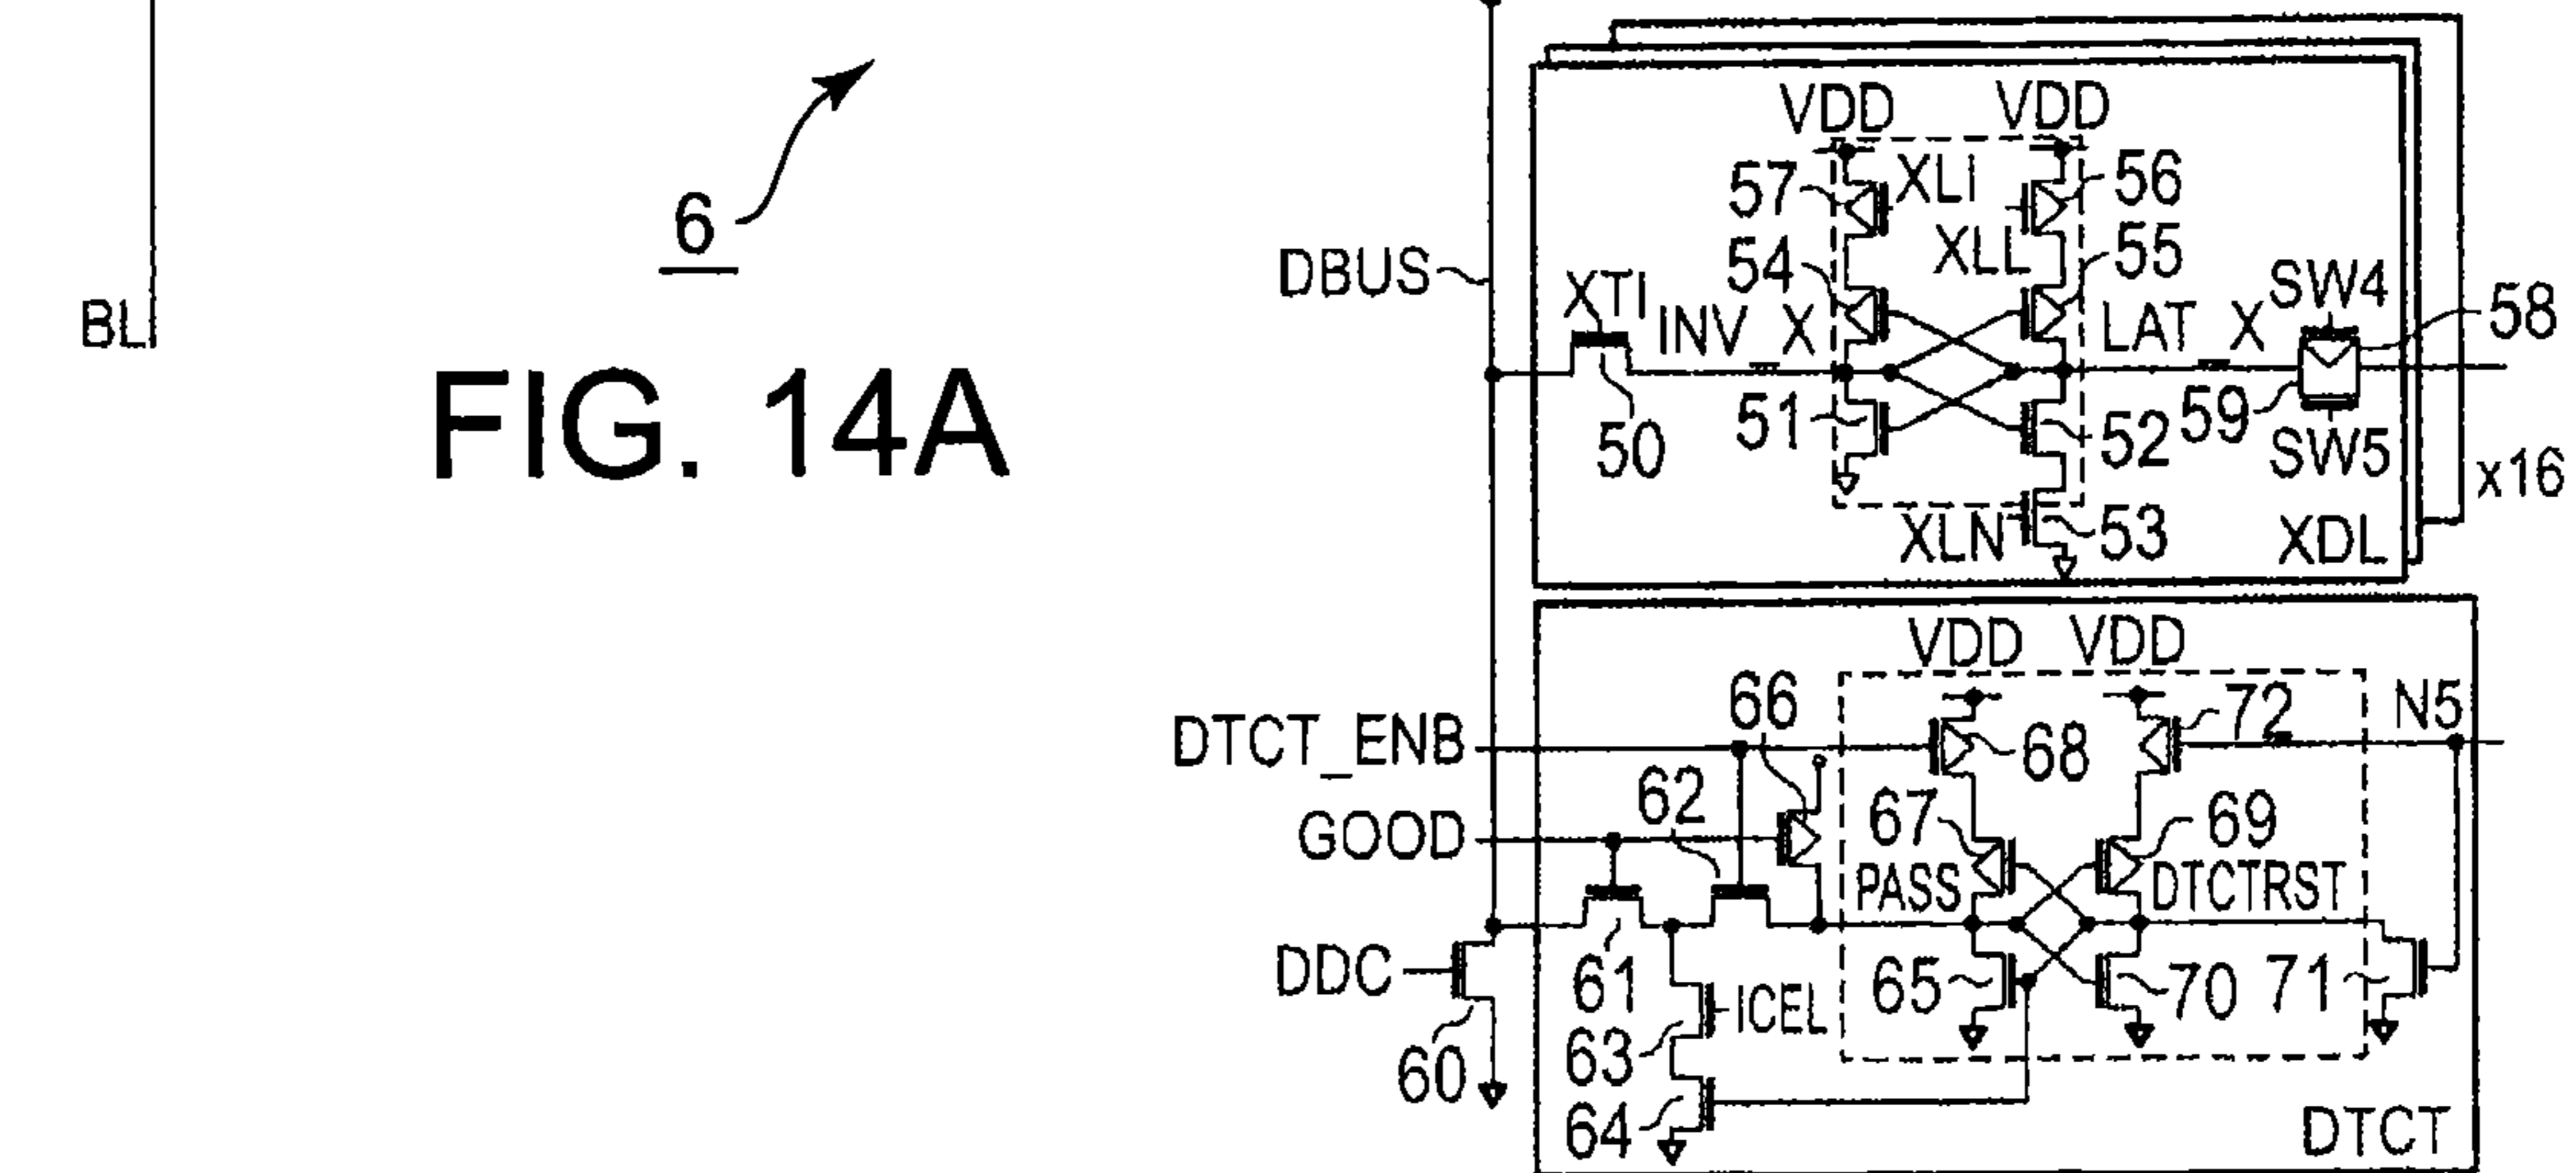 BL
6
FIG. 14A
DBUS
VDD
VDD
57
XLI
56
54
XLL
55
XTI
INV_X
LAT_X
SW4
58
50
51
52
59
SW5
x16
XLN
53
XDL
VDD
VDD
DTCT_ENB
66
68
72
N5
GOOD
62
67
69
PASS
DTCTRST
DDC
61
ICEL
65
70
71
60
63
64
DTCT